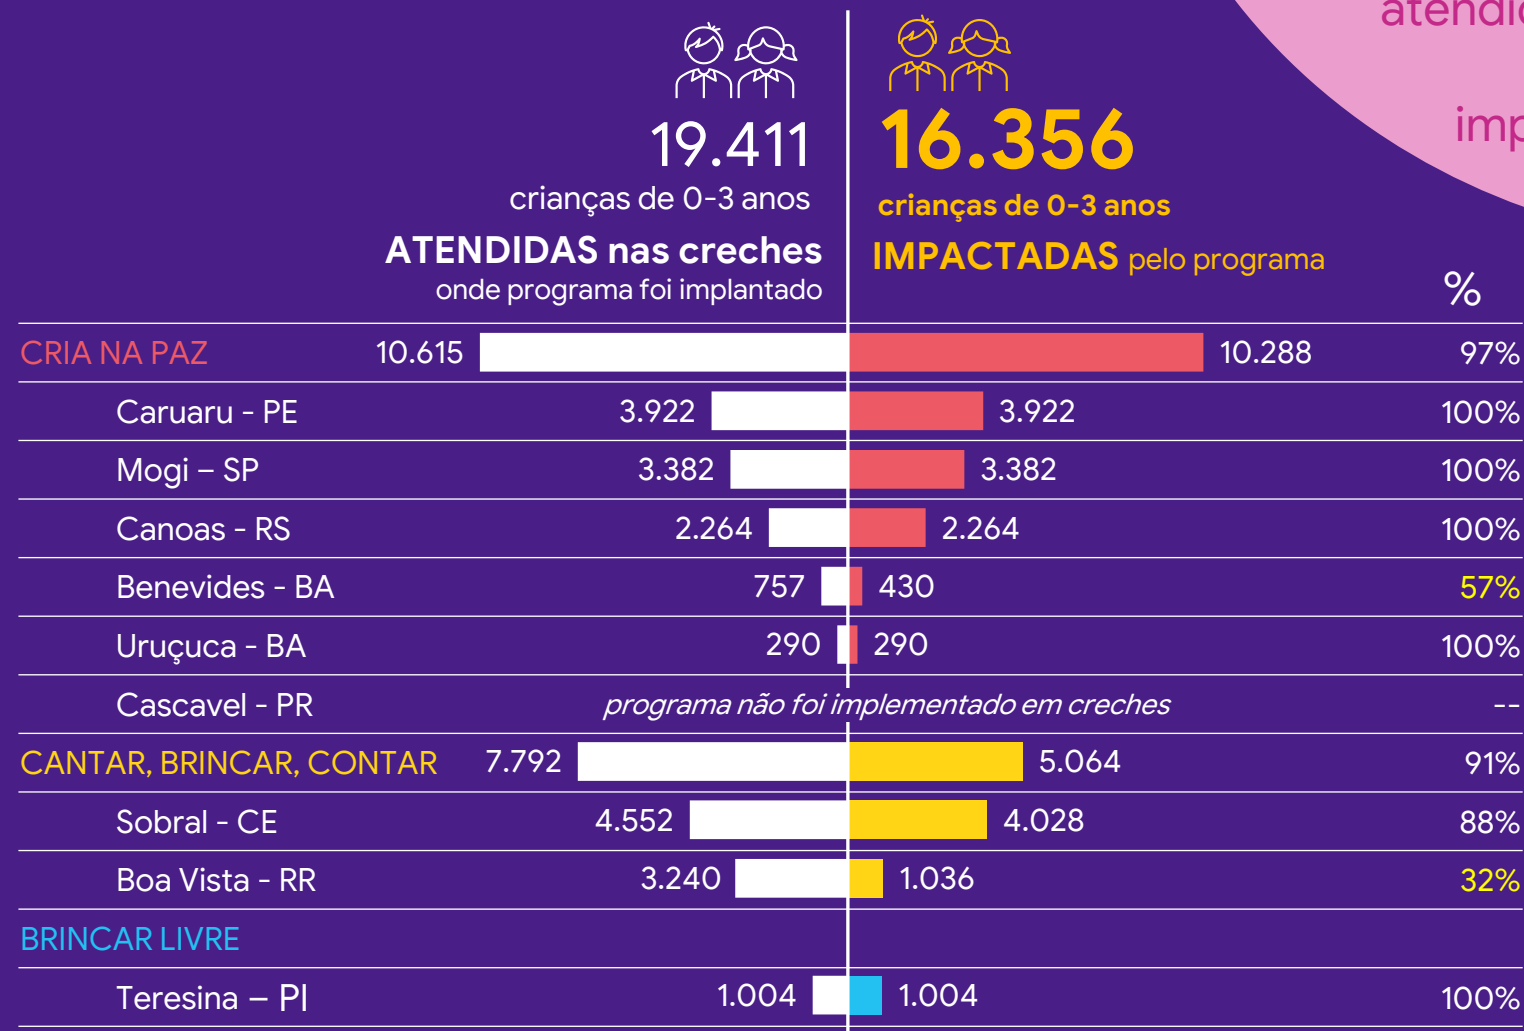 19.411
crianças de 0-3 anos
ATENDIDAS nas creches
onde programa foi implantado
16.356
crianças de 0-3 anos
IMPACTADAS pelo programa
%
CRIA NA PAZ 10.615 10.288 97%
Caruaru - PE 3.922 3.922 100%
Mogi – SP 3.382 3.382 100%
Canoas - RS 2.264 2.264 100%
Benevides - BA 757 430 57%
Uruçuca - BA 290 290 100%
Cascavel - PR programa não foi implementado em creches --
CANTAR, BRINCAR, CONTAR 7.792 5.064 91%
Sobral - CE 4.552 4.028 88%
Boa Vista - RR 3.240 1.036 32%
BRINCAR LIVRE
Teresina – PI 1.004 1.004 100%